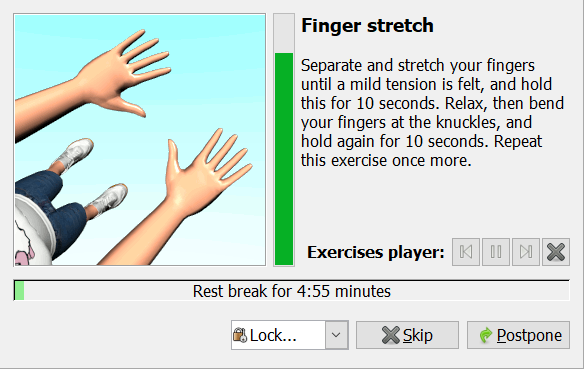 Finger stretch
Separate and stretch your fingers
until a mild tension is felt, and hold
this for 10 seconds. Relax, then bend
your fingers at the knuckles, and
hold again for 10 seconds. Repeat
this exercise once more.
Exercises player:
Rest break for 4:55 minutes
Lock... Skip Postpone